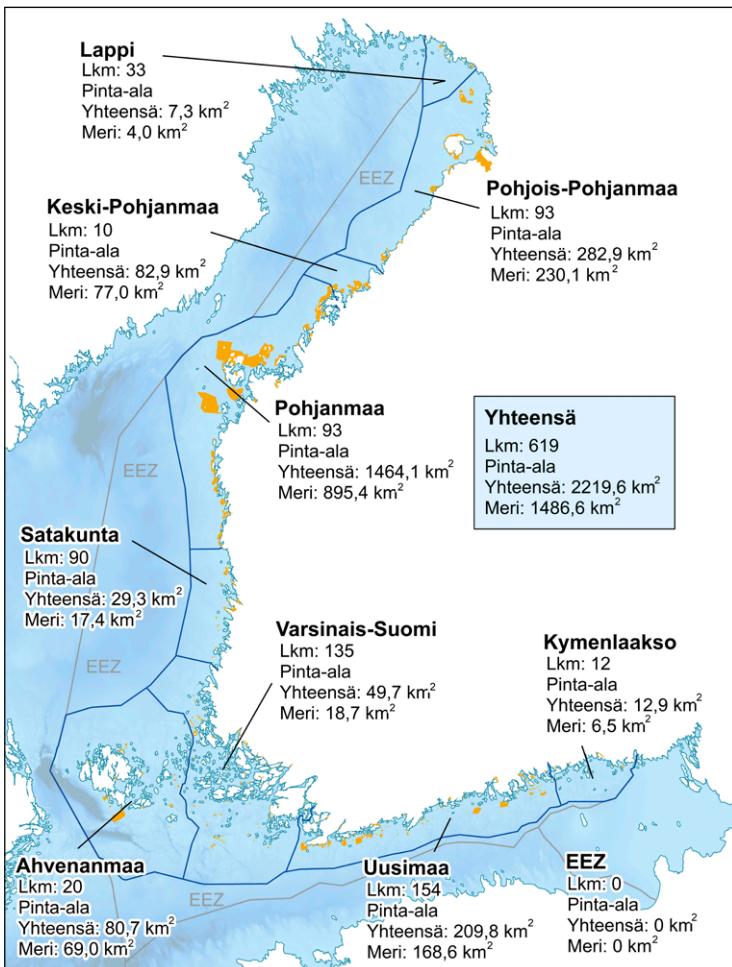 Lappi
Lkm: 33
Pinta-ala
Yhteensä: 7,3 km²
Meri: 4,0 km²
EEZ
Pohjois-Pohjanmaa
Lkm: 93
Pinta-ala
Yhteensä: 282,9 km²
Meri: 230,1 km²
Keski-Pohjanmaa
Lkm: 10
Pinta-ala
Yhteensä: 82,9 km²
Meri: 77,0 km²
Pohjanmaa
Lkm: 93
Pinta-ala
Yhteensä: 1464,1 km²
Meri: 895,4 km²
Yhteensä
Lkm: 619
Pinta-ala
Yhteensä: 2219,6 km²
Meri: 1486,6 km²
EEZ
Satakunta
Lkm: 90
Pinta-ala
Yhteensä: 29,3 km²
Meri: 17,4 km²
EEZ
Varsinais-Suomi
Lkm: 135
Pinta-ala
Yhteensä: 49,7 km²
Meri: 18,7 km²
Kymenlaakso
Lkm: 12
Pinta-ala
Yhteensä: 12,9 km²
Meri: 6,5 km²
Ahvenanmaa
Lkm: 20
Pinta-ala
Yhteensä: 80,7 km²
Meri: 69,0 km²
EEZ
Uusimaa
Lkm: 154
Pinta-ala
Yhteensä: 209,8 km²
Meri: 168,6 km²
EEZ
Lkm: 0
Pinta-ala
Yhteensä: 0 km²
Meri: 0 km²